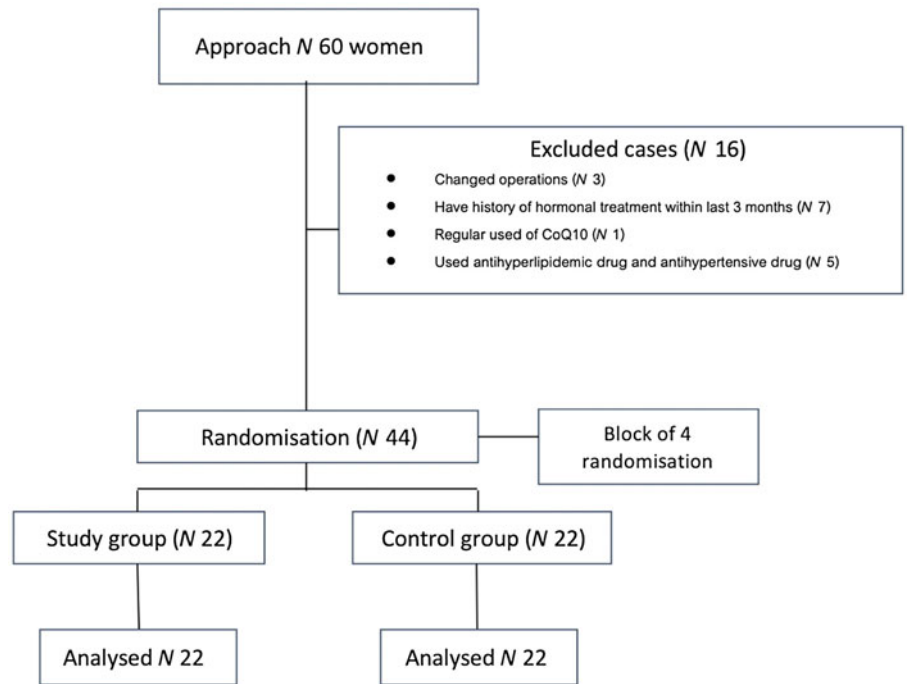 Approach N 60 women
Excluded cases (N 16)
● Changed operations (N 3)
● Have history of hormonal treatment within last 3 months (N 7)
● Regular used of CoQ10 (N 1)
● Used antihyperlipidemic drug and antihypertensive drug (N 5)
Randomisation (N 44)
Block of 4
randomisation
Study group (N 22)
Control group (N 22)
Analysed N 22
Analysed N 22